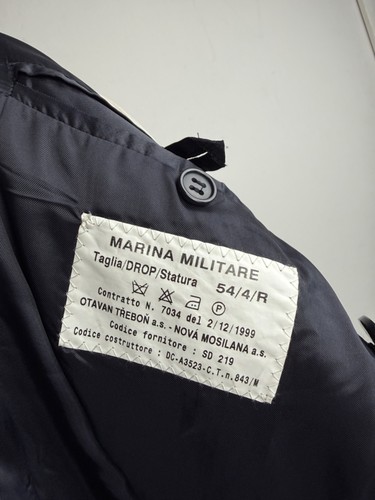 MARINA MILITARE
Taglia/DROP/Statura 54/4/R
P
Contratto N. 7034 del 2/12/1999
OTAVAN TŘEBOŇ a.s. - NOVÁ MOSILANA a.s.
Codice fornitore : SD 219
Codice costruttore : DC-A3523-C.T.n.843/M